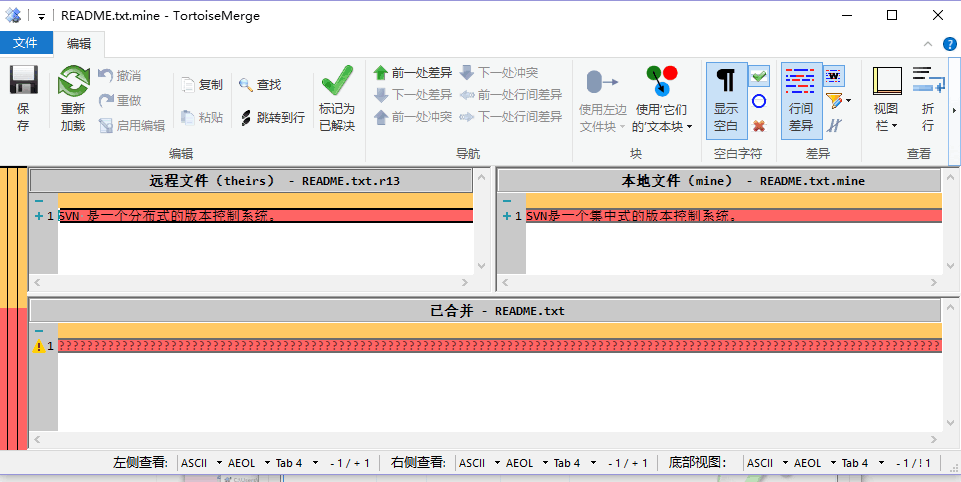 README.txt.mine - TortoiseMerge
文件 编辑
保存
重新加载
撤消
重做
启用编辑
复制
粘贴
查找
跳转到行
标记为已解决
编辑
前一处差异
下一处差异
前一处冲突
下一处冲突
前一处行间差异
下一处行间差异
导航
使用左边文件块
使用'它们的'文本块
块
显示空白
空白字符
行间差异
差异
视图栏
折行
查看
远程文件（theirs） - README.txt.r13
1 SVN 是一个分布式的版本控制系统。
本地文件（mine） - README.txt.mine
1 SVN是一个集中式的版本控制系统。
已合并 - README.txt
左侧查看: ASCII AEOL Tab 4 - 1 / + 1 右侧查看: ASCII AEOL Tab 4 - 1 / + 1 底部视图: ASCII AEOL Tab 4 - 1 / ! 1